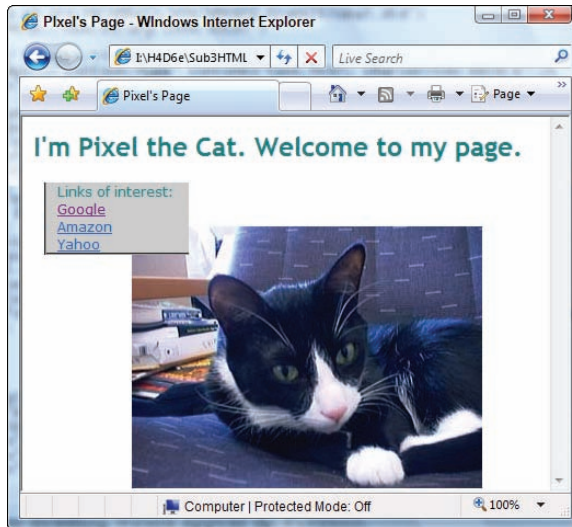 PIxel's Page - WIndows Internet Explorer
I:\H4D6e\Sub3HTML
Live Search
Pixel's Page
Page
I'm Pixel the Cat. Welcome to my page.
Links of interest:
Google
Amazon
Yahoo
Computer | Protected Mode: Off
100%